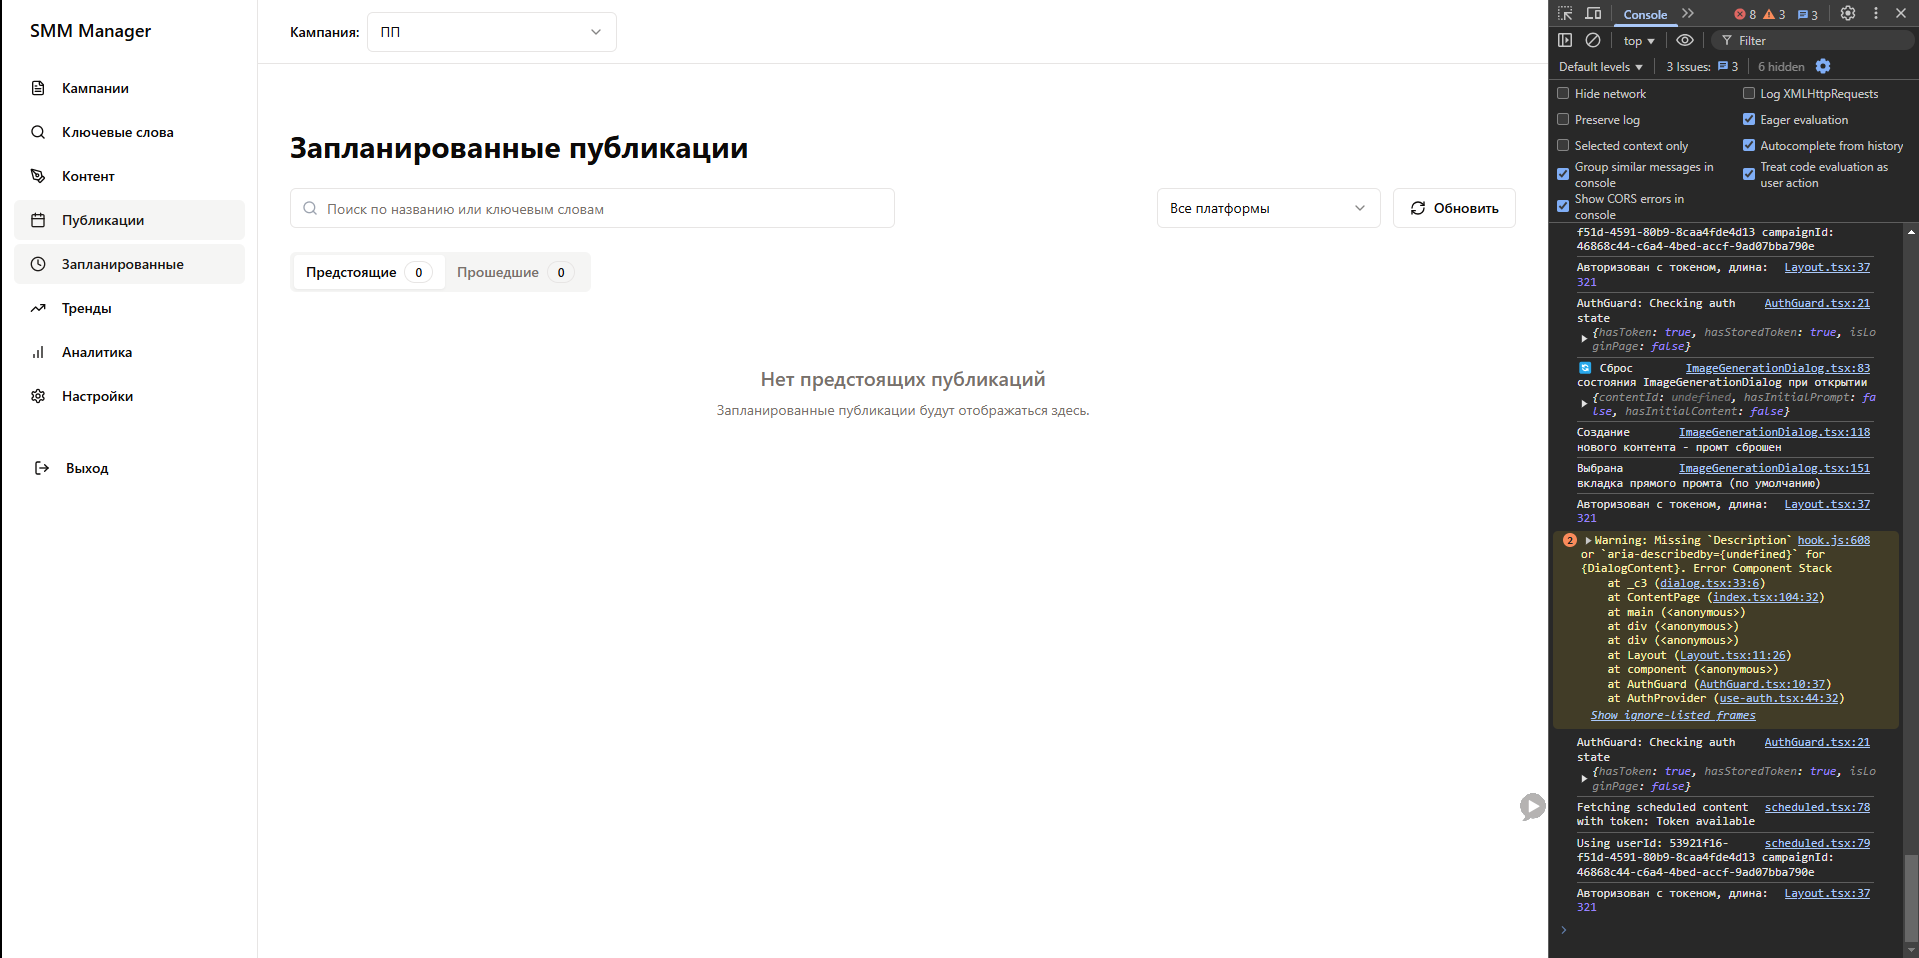 SMM Manager
Кампании
Ключевые слова
Контент
Публикации
Запланированные
Тренды
Аналитика
Настройки
Выход
Кампания:
ПП
Запланированные публикации
Поиск по названию или ключевым словам
Все платформы
Обновить
Предстоящие 0
Прошедшие 0
Нет предстоящих публикаций
Запланированные публикации будут отображаться здесь.
Console
8 3 3
top
Filter
Default levels
3 Issues: 3
6 hidden
Hide network
Log XMLHttpRequests
Preserve log
Eager evaluation
Selected context only
Autocomplete from history
Group similar messages in
console
Treat code evaluation as
user action
Show CORS errors in
console
f51d-4591-80b9-8caa4fde4d13 campaignId:
46868c44-c6a4-4bed-accf-9ad07bba790e
Авторизован с токеном, длина: Layout.tsx:37
321
AuthGuard: Checking auth AuthGuard.tsx:21
state
{hasToken: true, hasStoredToken: true, isLo
ginPage: false}
Сброс ImageGenerationDialog.tsx:83
состояния ImageGenerationDialog при открытии
{contentId: undefined, hasInitialPrompt: fa
lse, hasInitialContent: false}
Создание ImageGenerationDialog.tsx:118
нового контента - промт сброшен
Выбрана ImageGenerationDialog.tsx:151
вкладка прямого промта (по умолчанию)
Авторизован с токеном, длина: Layout.tsx:37
321
2 Warning: Missing `Description` hook.js:608
or `aria-describedby={undefined}` for
{DialogContent}. Error Component Stack
at _c3 (dialog.tsx:33:6)
at ContentPage (index.tsx:104:32)
at main (<anonymous>)
at div (<anonymous>)
at div (<anonymous>)
at Layout (Layout.tsx:11:26)
at component (<anonymous>)
at AuthGuard (AuthGuard.tsx:10:37)
at AuthProvider (use-auth.tsx:44:32)
Show ignore-listed frames
AuthGuard: Checking auth AuthGuard.tsx:21
state
{hasToken: true, hasStoredToken: true, isLo
ginPage: false}
Fetching scheduled content scheduled.tsx:78
with token: Token available
Using userId: 53921f16- scheduled.tsx:79
f51d-4591-80b9-8caa4fde4d13 campaignId:
46868c44-c6a4-4bed-accf-9ad07bba790e
Авторизован с токеном, длина: Layout.tsx:37
321